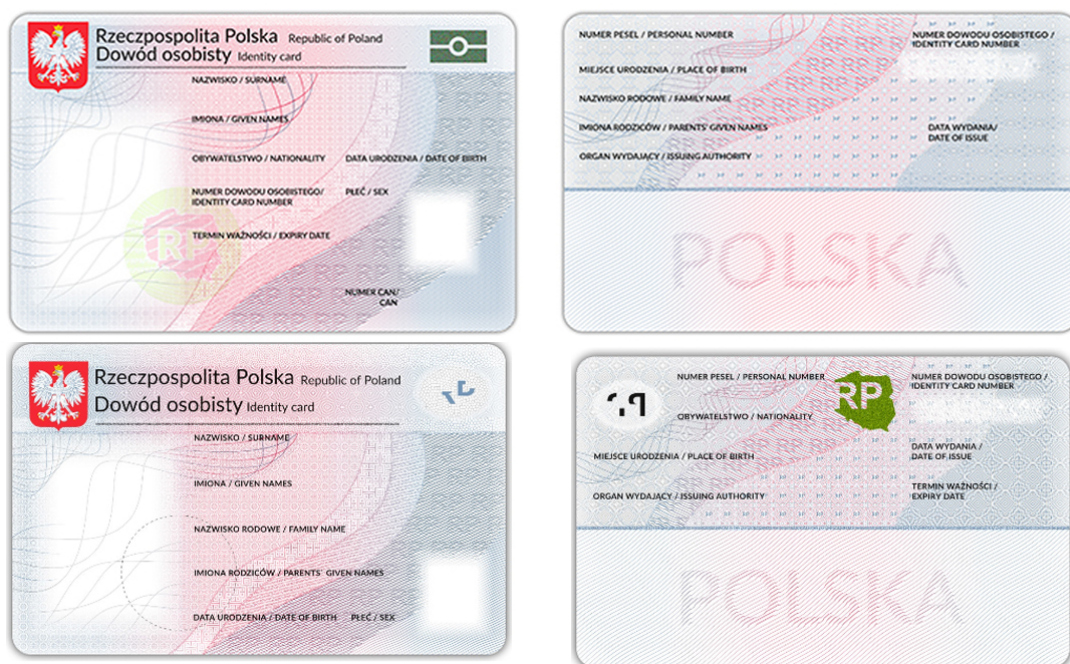 Rzeczpospolita Polska Republic of Poland
Dowód osobisty Identity card
NAZWISKO / SURNAME
IMIONA / GIVEN NAMES
OBYWATELSTWO / NATIONALITY DATA URODZENIA / DATE OF BIRTH
NUMER DOWODU OSOBISTEGO/ PŁEĆ / SEX
IDENTITY CARD NUMBER
TERMIN WAŻNOŚCI / EXPIRY DATE
RP
NUMER CAN/
CAN
NUMER PESEL / PERSONAL NUMBER NUMER DOWODU OSOBISTEGO /
IDENTITY CARD NUMBER
MIEJSCE URODZENIA / PLACE OF BIRTH
NAZWISKO RODOWE / FAMILY NAME
IMIONA RODZICÓW / PARENTS' GIVEN NAMES DATA WYDANIA/
DATE OF ISSUE
ORGAN WYDAJĄCY / ISSUING AUTHORITY
POLSKA
Rzeczpospolita Polska Republic of Poland
Dowód osobisty Identity card
NAZWISKO / SURNAME
IMIONA / GIVEN NAMES
NAZWISKO RODOWE / FAMILY NAME
IMIONA RODZICÓW / PARENTS' GIVEN NAMES
DATA URODZENIA / DATE OF BIRTH PŁEĆ / SEX
NUMER PESEL / PERSONAL NUMBER NUMER DOWODU OSOBISTEGO /
IDENTITY CARD NUMBER
RP
OBYWATELSTWO / NATIONALITY
MIEJSCE URODZENIA / PLACE OF BIRTH DATA WYDANIA /
DATE OF ISSUE
ORGAN WYDAJĄCY / ISSUING AUTHORITY TERMIN WAŻNOŚCI /
EXPIRY DATE
POLSKA